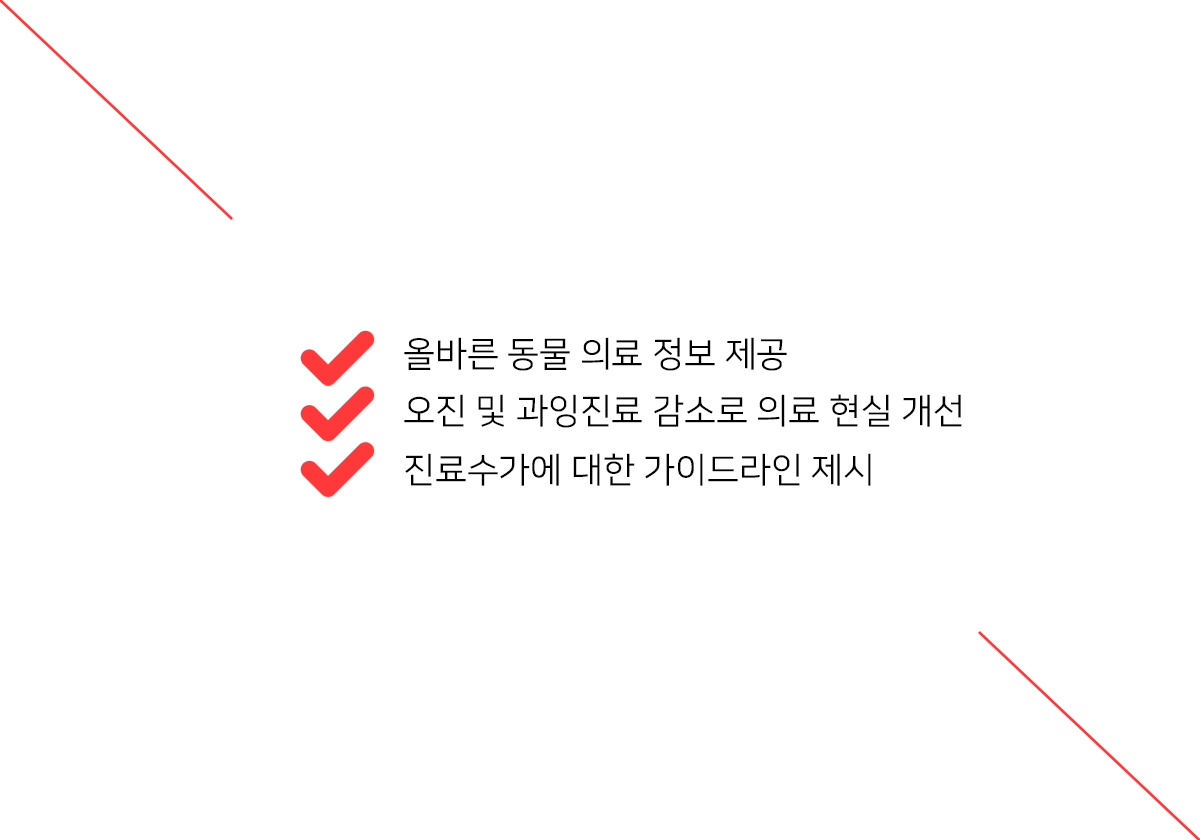 올바른 동물 의료 정보 제공
오진 및 과잉진료 감소로 의료 현실 개선
진료수가에 대한 가이드라인 제시